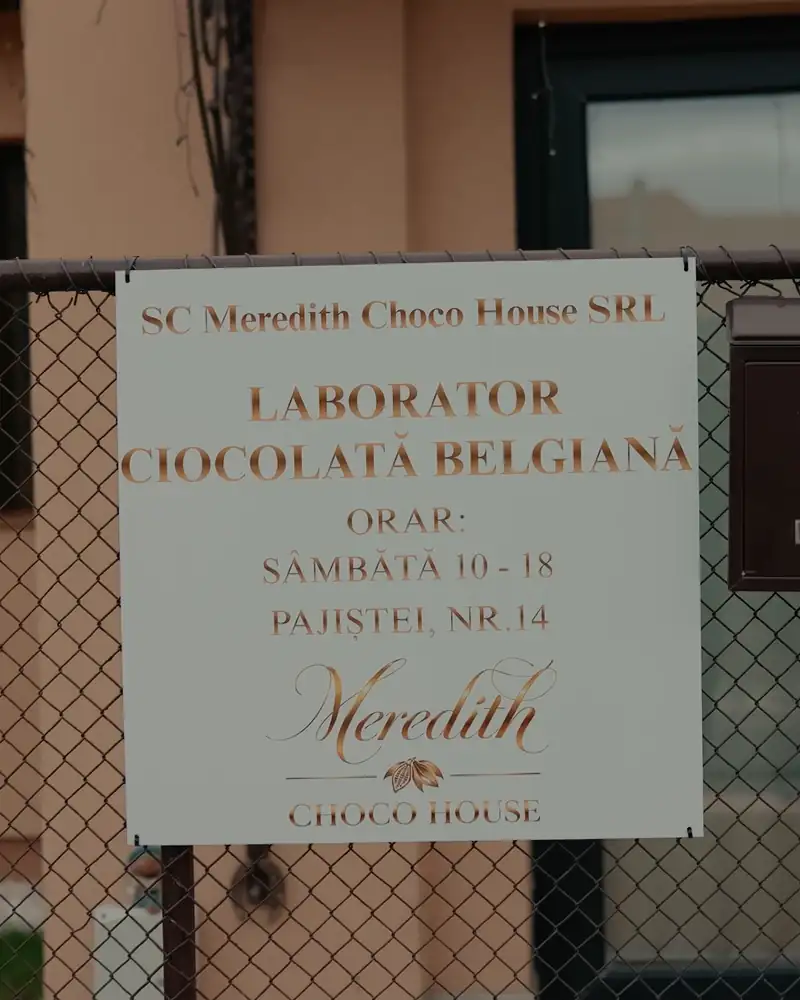 SC Meredith Choco House SRL
LABORATOR
CIOCOLATĂ BELGIANĂ
ORAR:
SÂMBĂTĂ 10 - 18
PAJIȘTEI, NR.14
Meredith
CHOCO HOUSE